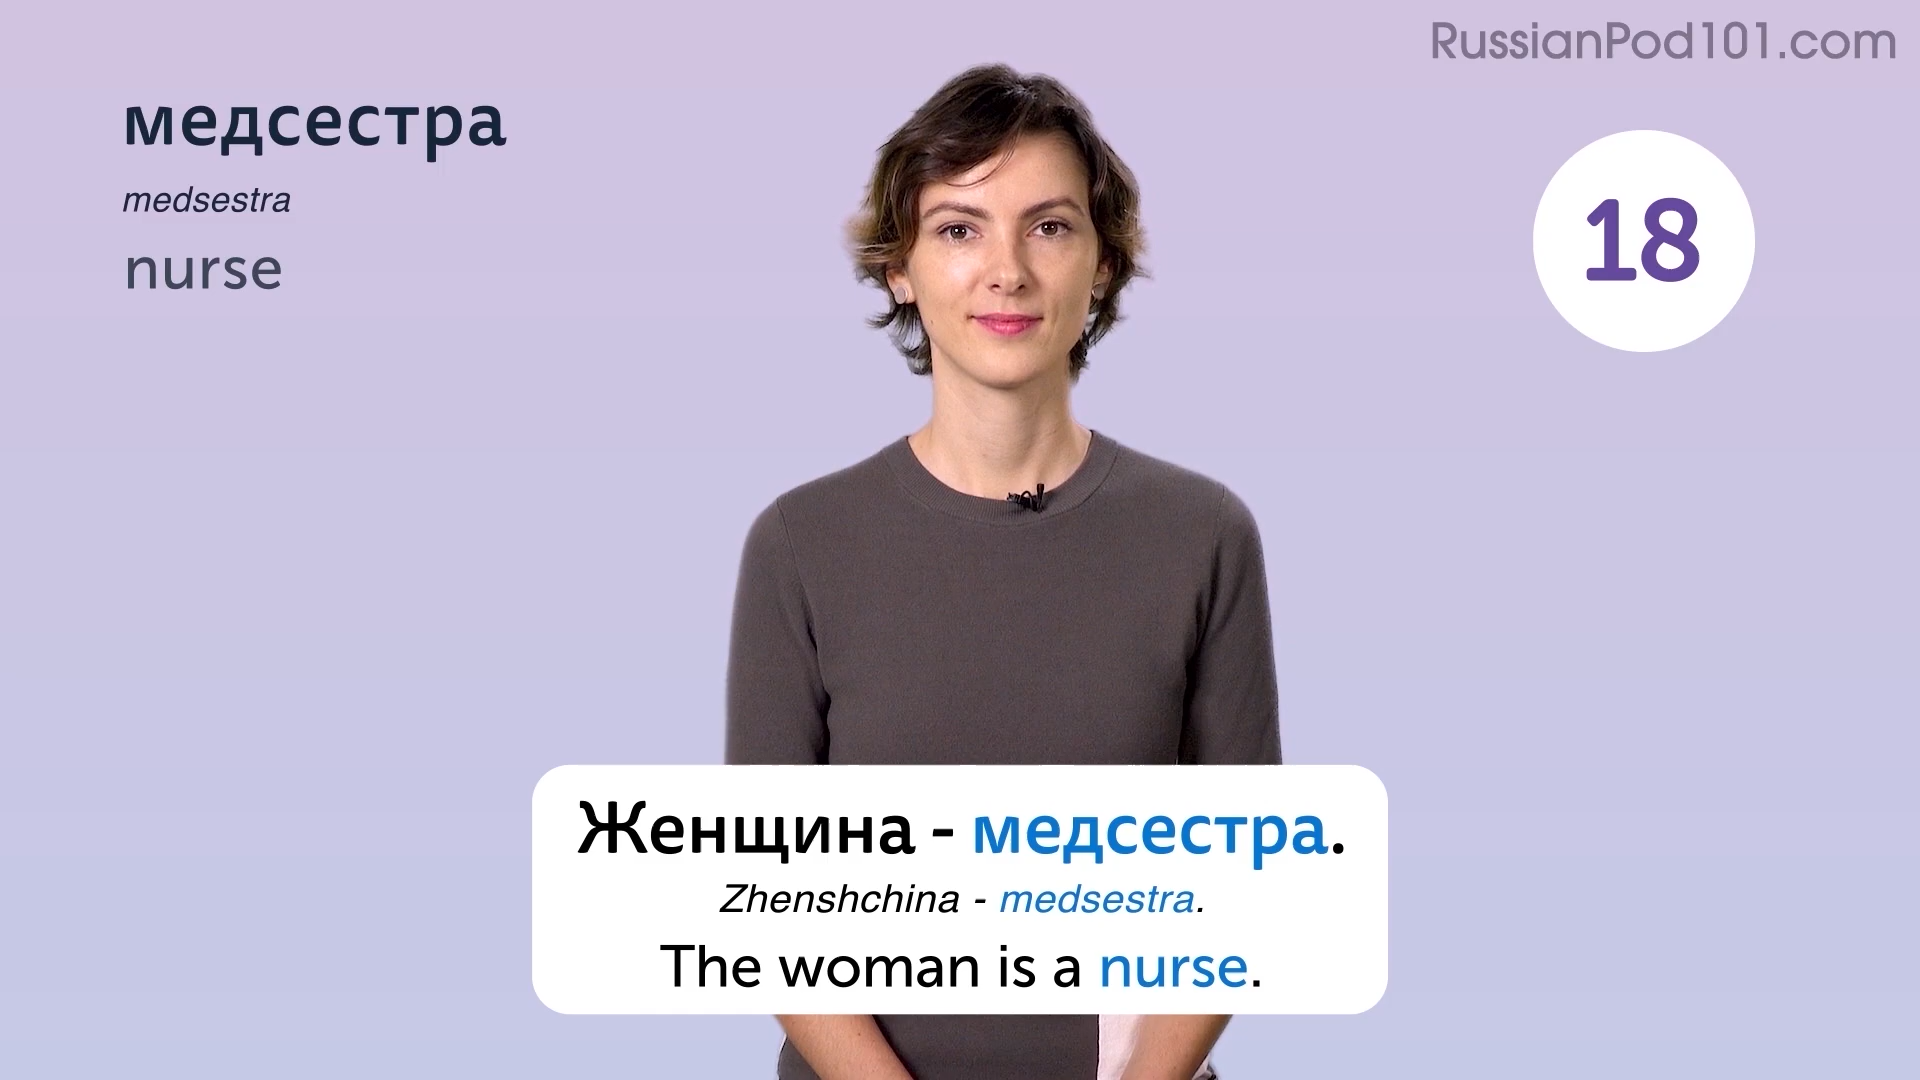 RussianPod101.com
медсестра
medsestra
nurse
18
Женщина - медсестра.
Zhenshchina - medsestra.
The woman is a nurse.